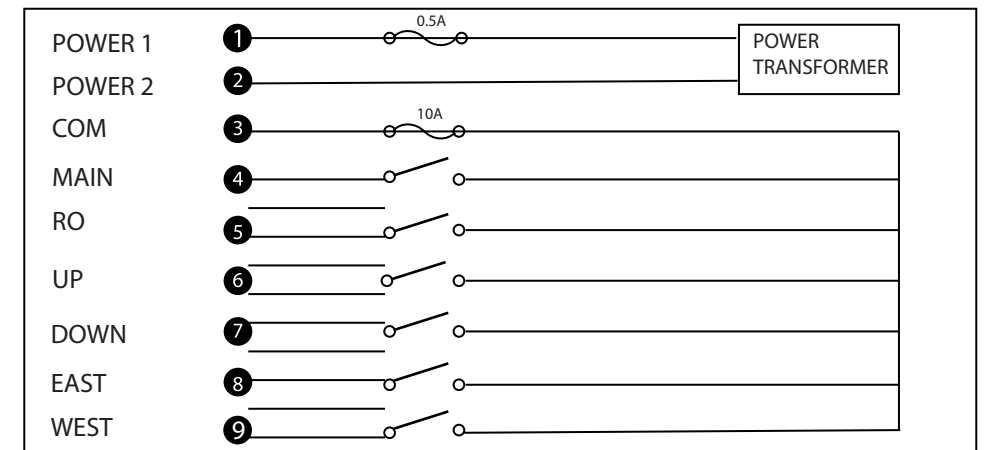 POWER 1 1 0.5A POWER
TRANSFORMER
POWER 2 2
COM 3 10A
MAIN 4
RO 5
UP 6
DOWN 7
EAST 8
WEST 9